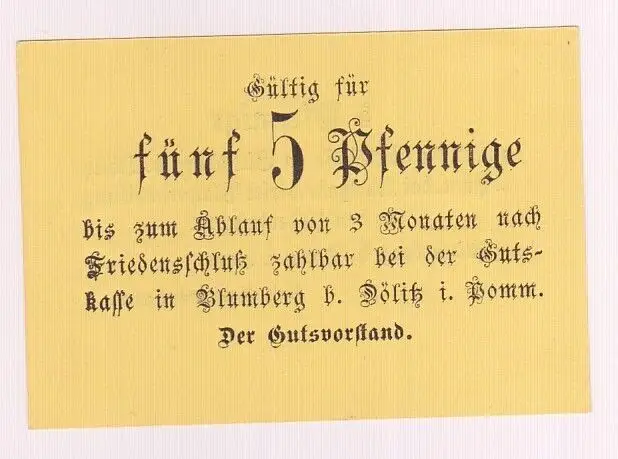 Gültig für
fünf 5 Pfennige
bis zum Ablauf von 3 Monaten nach
Friedensschluß zahlbar bei der Guts-
kasse in Blumberg b. Dölitz i. Pomm.
Der Gutsvorstand.